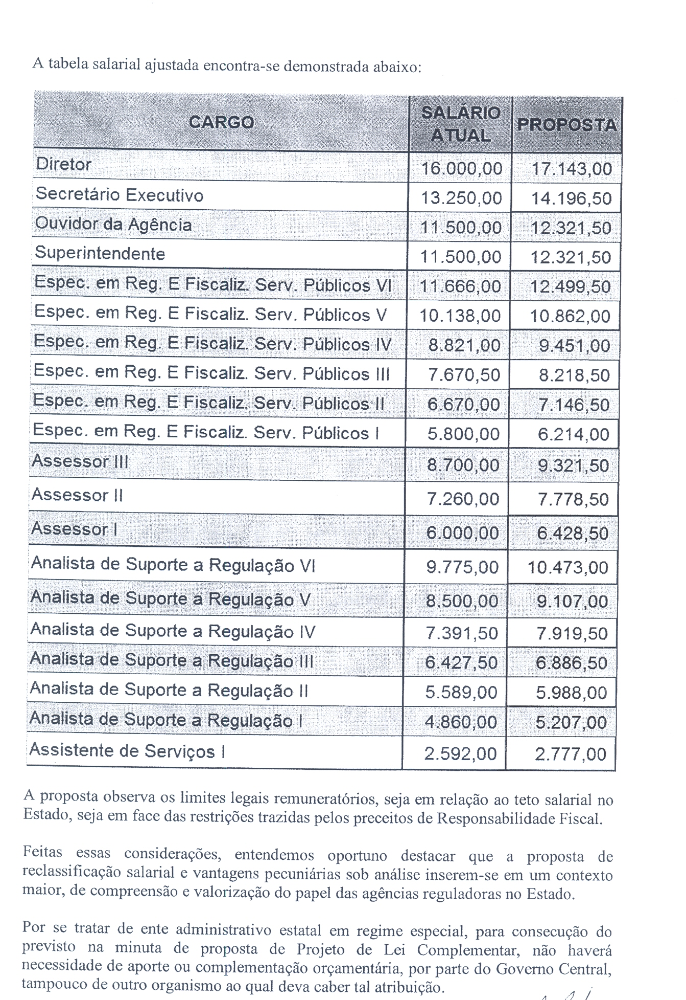 A tabela salarial ajustada encontra-se demonstrada abaixo:
CARGO SALÁRIO ATUAL PROPOSTA
Diretor 16.000,00 17.143,00
Secretário Executivo 13.250,00 14.196,50
Ouvidor da Agência 11.500,00 12.321,50
Superintendente 11.500,00 12.321,50
Espec. em Reg. E Fiscaliz. Serv. Públicos VI 11.666,00 12.499,50
Espec. em Reg. E Fiscaliz. Serv. Públicos V 10.138,00 10.862,00
Espec. em Reg. E Fiscaliz. Serv. Públicos IV 8.821,00 9.451,00
Espec. em Reg. E Fiscaliz. Serv. Públicos III 7.670,50 8.218,50
Espec. em Reg. E Fiscaliz. Serv. Públicos II 6.670,00 7.146,50
Espec. em Reg. E Fiscaliz. Serv. Públicos I 5.800,00 6.214,00
Assessor III 8.700,00 9.321,50
Assessor II 7.260,00 7.778,50
Assessor I 6.000,00 6.428,50
Analista de Suporte a Regulação VI 9.775,00 10.473,00
Analista de Suporte a Regulação V 8.500,00 9.107,00
Analista de Suporte a Regulação IV 7.391,50 7.919,50
Analista de Suporte a Regulação III 6.427,50 6.886,50
Analista de Suporte a Regulação II 5.589,00 5.988,00
Analista de Suporte a Regulação I 4.860,00 5.207,00
Assistente de Serviços I 2.592,00 2.777,00
A proposta observa os limites legais remuneratórios, seja em relação ao teto salarial no
Estado, seja em face das restrições trazidas pelos preceitos de Responsabilidade Fiscal.
Feitas essas considerações, entendemos oportuno destacar que a proposta de
reclassificação salarial e vantagens pecuniárias sob análise inserem-se em um contexto
maior, de compreensão e valorização do papel das agências reguladoras no Estado.
Por se tratar de ente administrativo estatal em regime especial, para consecução do
previsto na minuta de proposta de Projeto de Lei Complementar, não haverá
necessidade de aporte ou complementação orçamentária, por parte do Governo Central,
tampouco de outro organismo ao qual deva caber tal atribuição.